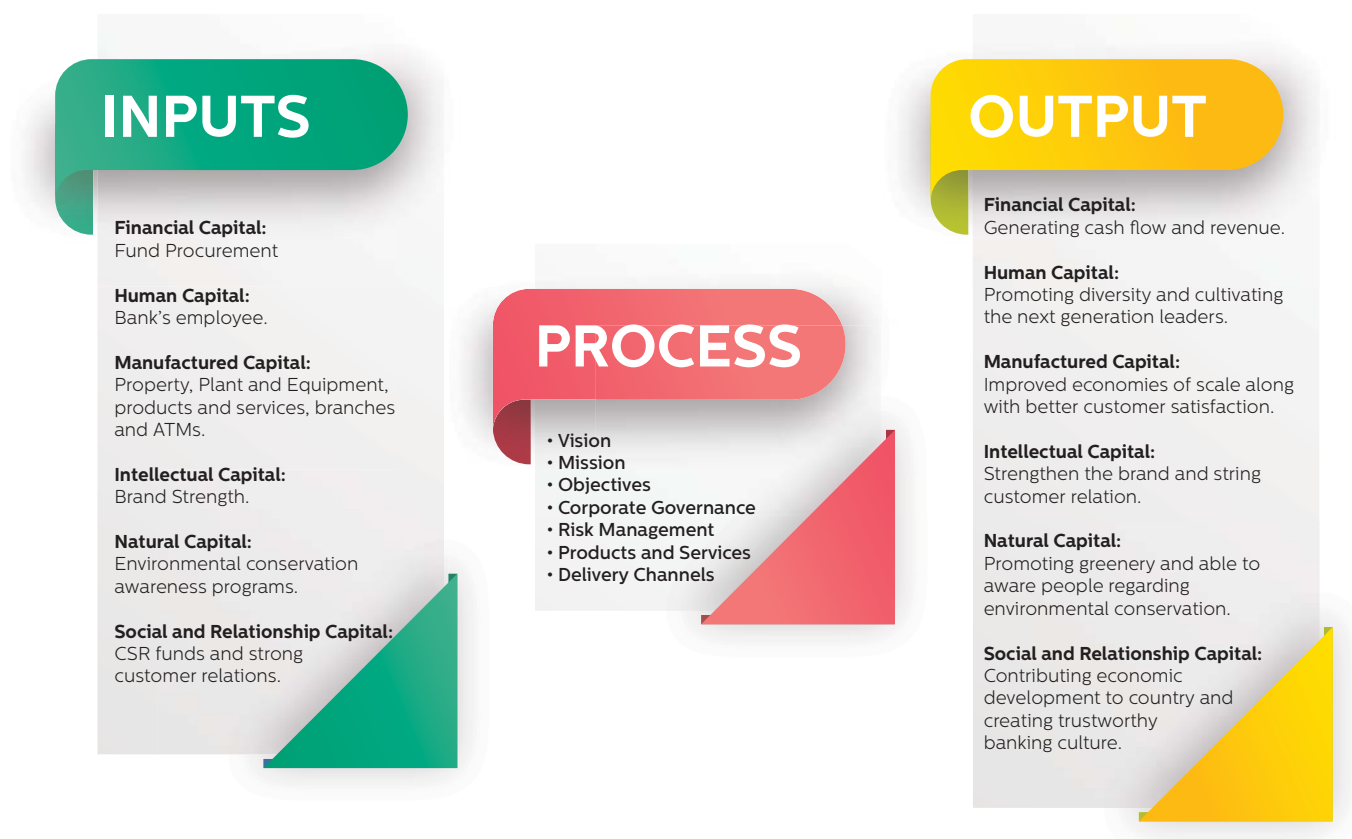 INPUTS
Financial Capital:
Fund Procurement
Human Capital:
Bank's employee.
Manufactured Capital:
Property, Plant and Equipment,
products and services, branches
and ATMs.
Intellectual Capital:
Brand Strength.
Natural Capital:
Environmental conservation
awareness programs.
Social and Relationship Capital:
CSR funds and strong
customer relations.
PROCESS
• Vision
• Mission
• Objectives
• Corporate Governance
• Risk Management
• Products and Services
• Delivery Channels
OUTPUT
Financial Capital:
Generating cash flow and revenue.
Human Capital:
Promoting diversity and cultivating
the next generation leaders.
Manufactured Capital:
Improved economies of scale along
with better customer satisfaction.
Intellectual Capital:
Strengthen the brand and string
customer relation.
Natural Capital:
Promoting greenery and able to
aware people regarding
environmental conservation.
Social and Relationship Capital:
Contributing economic
development to country and
creating trustworthy
banking culture.